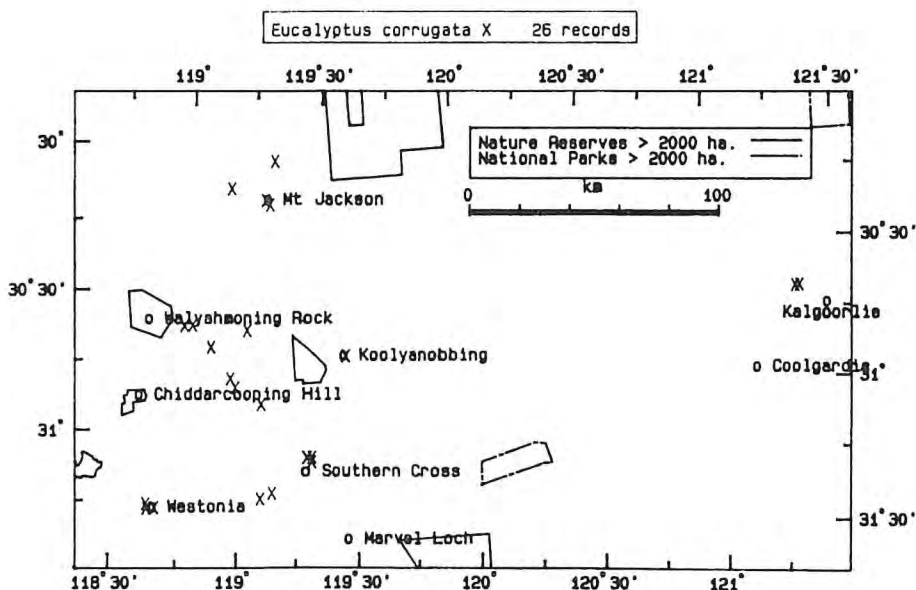 Eucalyptus corrugata X 26 records
119° 119°30' 120° 120°30' 121° 121°30'
30°
Nature Reserves > 2000 ha.
National Parks > 2000 ha.
km
0 100
Mt Jackson
30°30'
30°30'
Walyahmoning Rock
Kalgoorlie
Koolyanobbing
Coolgardie
31°
Chiddarcooping Hill
31°
Southern Cross
Westonia
31°30'
Marvel Loch
118°30' 119° 119°30' 120° 120°30' 121°